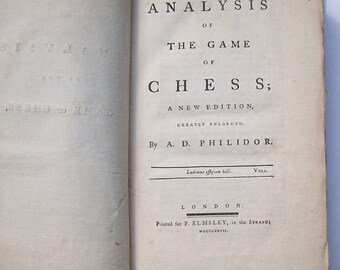 ANALYSIS
OF
THE GAME
OF
CHESS;
A NEW EDITION,
GREATLY ENLARGED.
By A. D. PHILIDOR.
Ludimus effigiem belli. VIDA.
LONDON:
Printed for P. ELMSLEY, in the STRAND;
MDCCLXXVII.